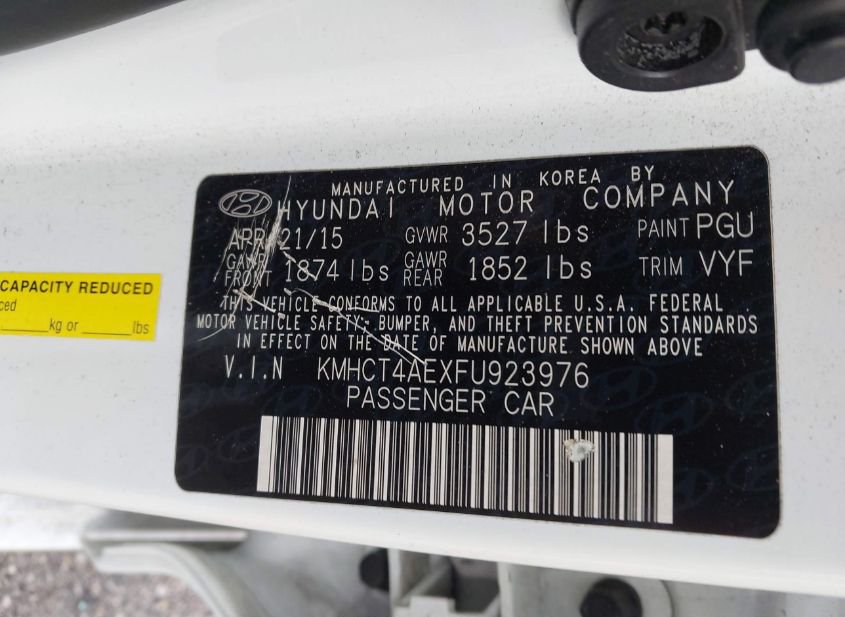 MANUFACTURED IN KOREA BY
HYUNDAI MOTOR COMPANY
APR 21/15 GVWR 3527 lbs PAINT PGU
GAWR FRONT 1874 lbs GAWR REAR 1852 lbs TRIM VYF
THIS VEHICLE CONFORMS TO ALL APPLICABLE U.S.A. FEDERAL
MOTOR VEHICLE SAFETY, BUMPER, AND THEFT PREVENTION STANDARDS
IN EFFECT ON THE DATE OF MANUFACTURE SHOWN ABOVE
V.I.N KMHCT4AEXFU923976
PASSENGER CAR
CAPACITY REDUCED
kg or lbs